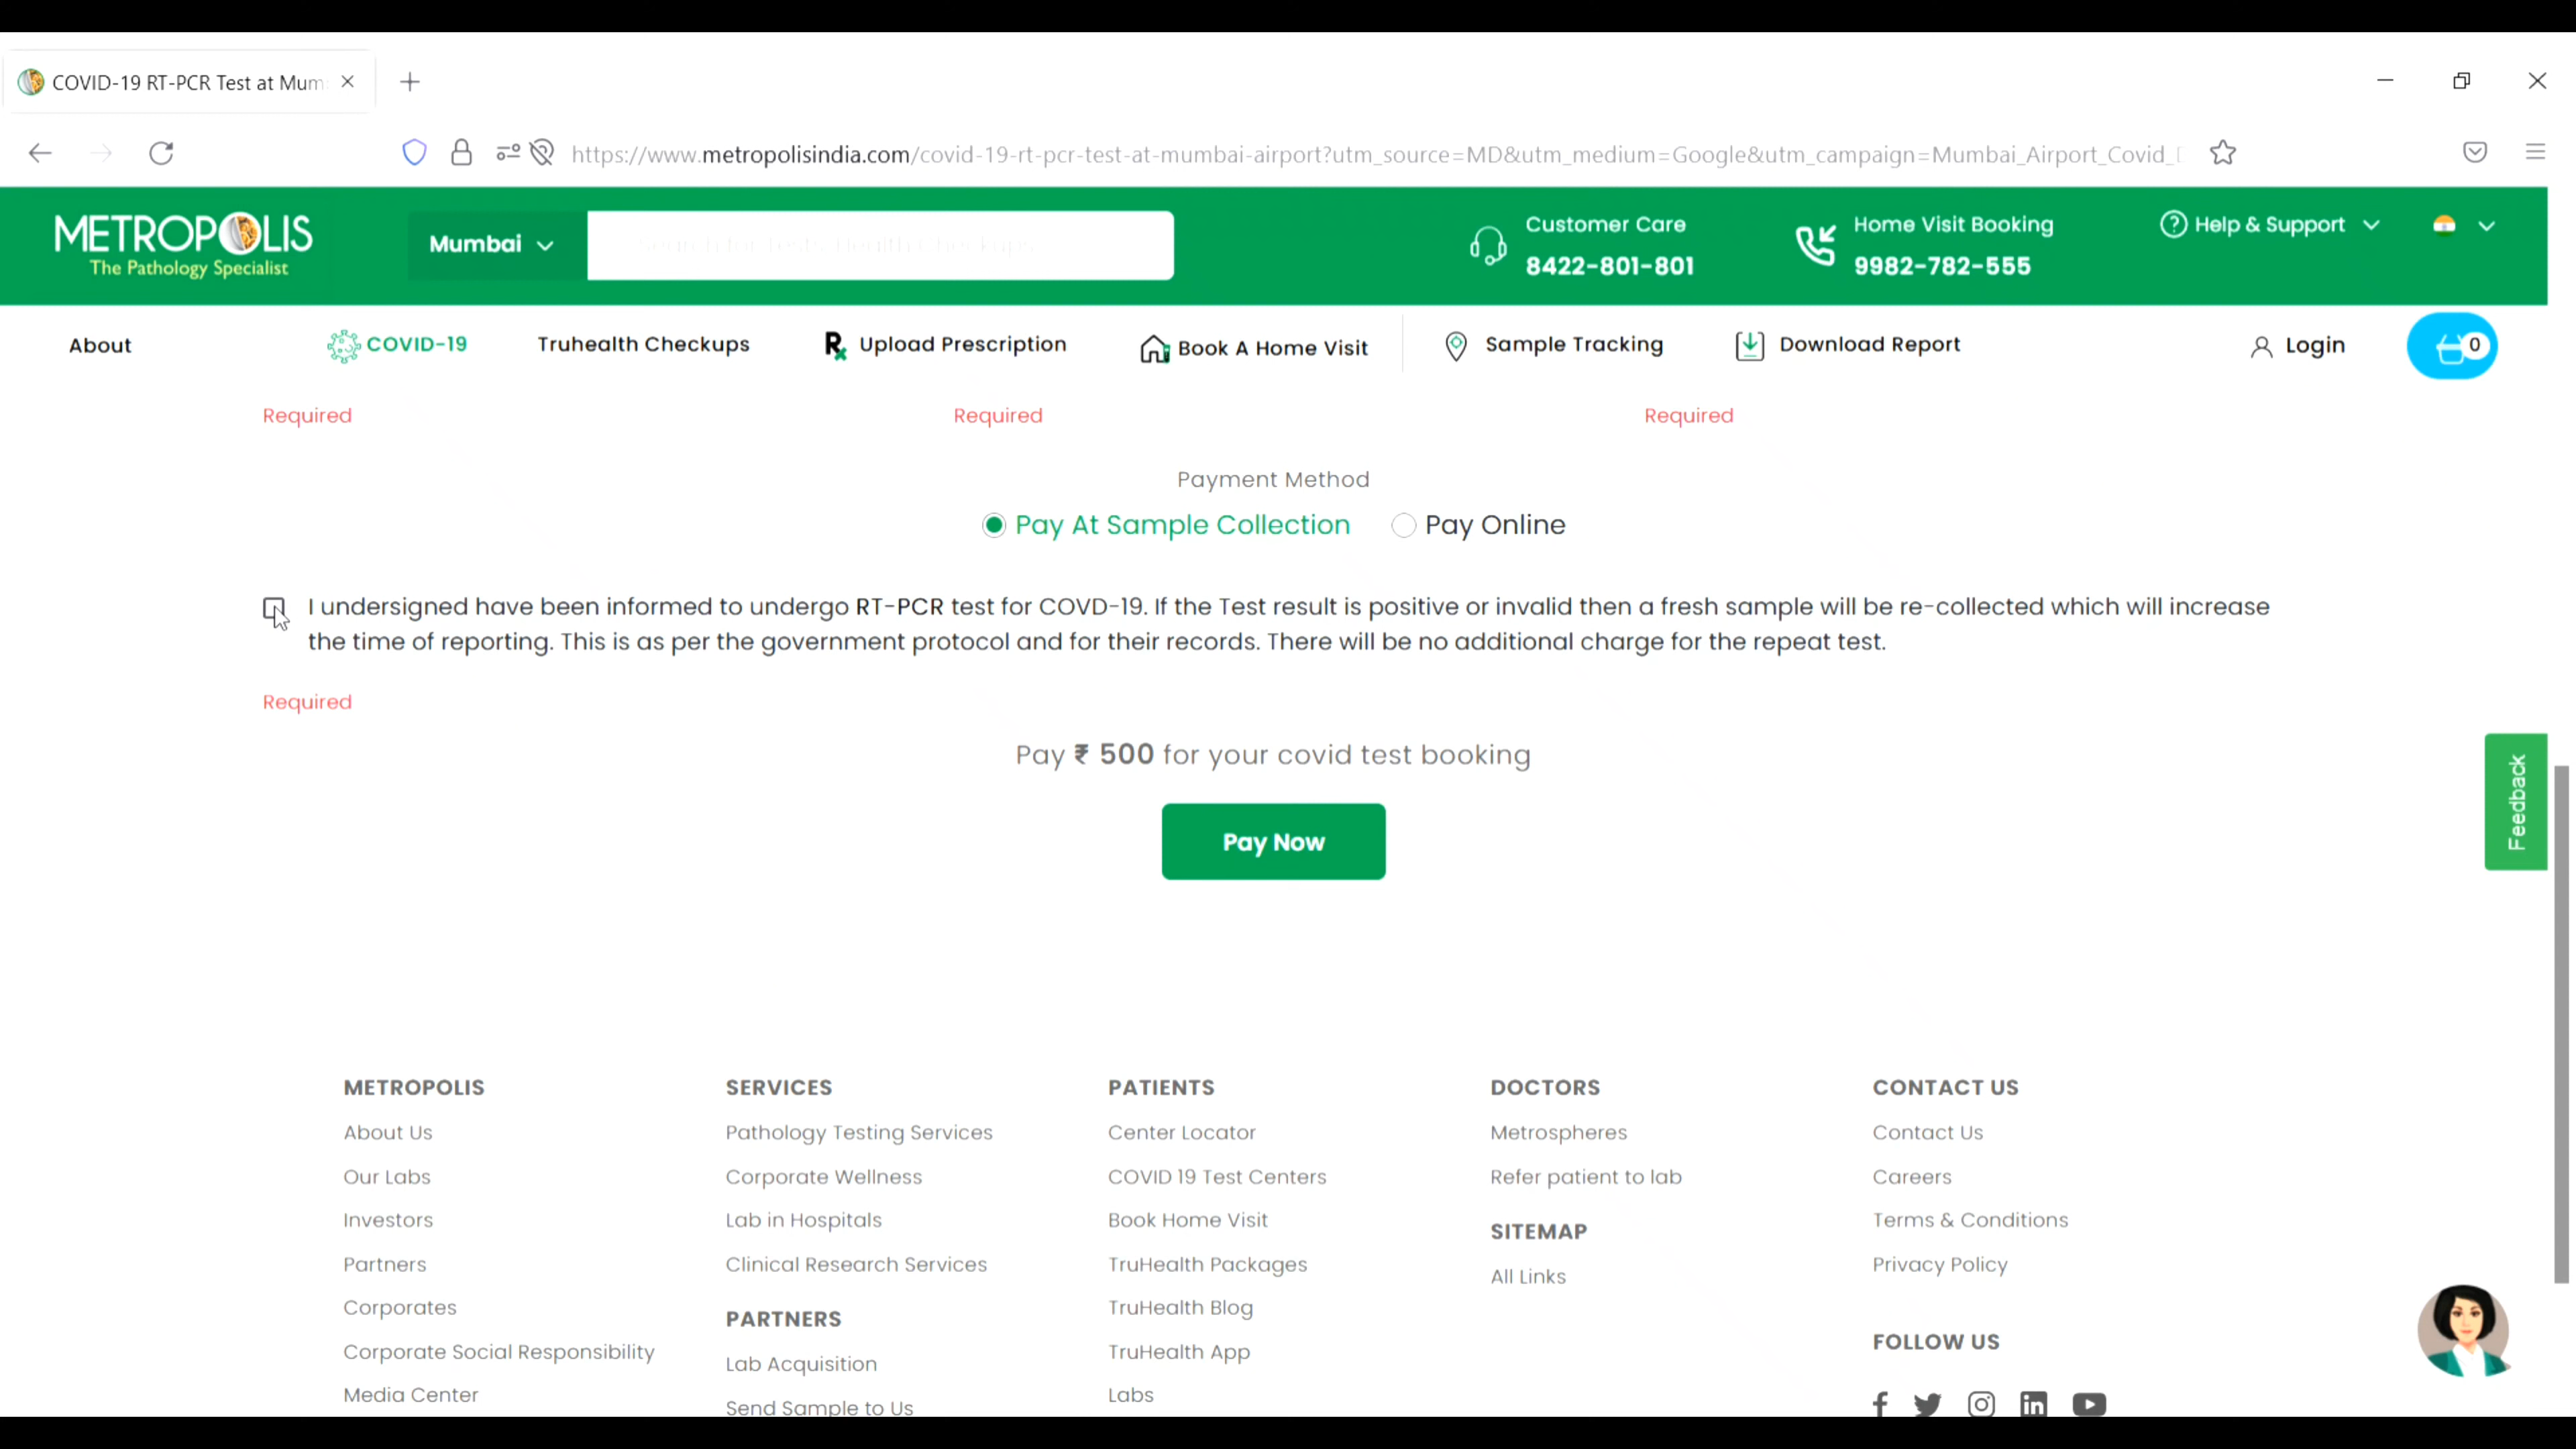 COVID-19 RT-PCR Test at Mum
https://www.metropolisindia.com/covid-19-rt-pcr-test-at-mumbai-airport?utm_source=MD&utm_medium=Google&utm_campaign=Mumbai_Airport_Covid_
METROPOLIS
The Pathology Specialist
Mumbai
Customer Care
8422-801-801
Home Visit Booking
9982-782-555
Help & Support
About
COVID-19
Truhealth Checkups
Upload Prescription
Book A Home Visit
Sample Tracking
Download Report
Login
0
Required
Required
Required
Payment Method
Pay At Sample Collection
Pay Online
I undersigned have been informed to undergo RT-PCR test for COVD-19. If the Test result is positive or invalid then a fresh sample will be re-collected which will increase
the time of reporting. This is as per the government protocol and for their records. There will be no additional charge for the repeat test.
Required
Pay ₹ 500 for your covid test booking
Pay Now
Feedback
METROPOLIS
About Us
Our Labs
Investors
Partners
Corporates
Corporate Social Responsibility
Media Center
SERVICES
Pathology Testing Services
Corporate Wellness
Lab in Hospitals
Clinical Research Services
PARTNERS
Lab Acquisition
Send Sample to Us
PATIENTS
Center Locator
COVID 19 Test Centers
Book Home Visit
TruHealth Packages
TruHealth Blog
TruHealth App
Labs
DOCTORS
Metrospheres
Refer patient to lab
SITEMAP
All Links
CONTACT US
Contact Us
Careers
Terms & Conditions
Privacy Policy
FOLLOW US